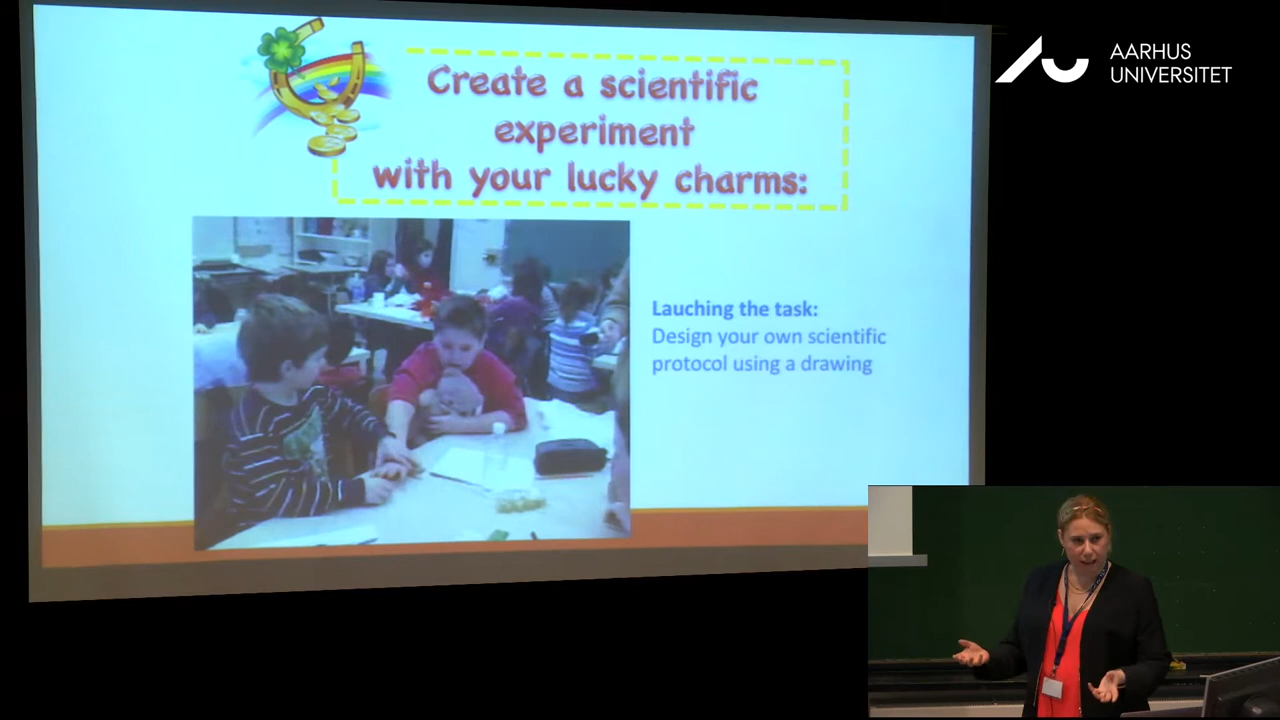 Create a scientific
experiment
with your lucky charms:
AARHUS
UNIVERSITET
Lauching the task:
Design your own scientific
protocol using a drawing